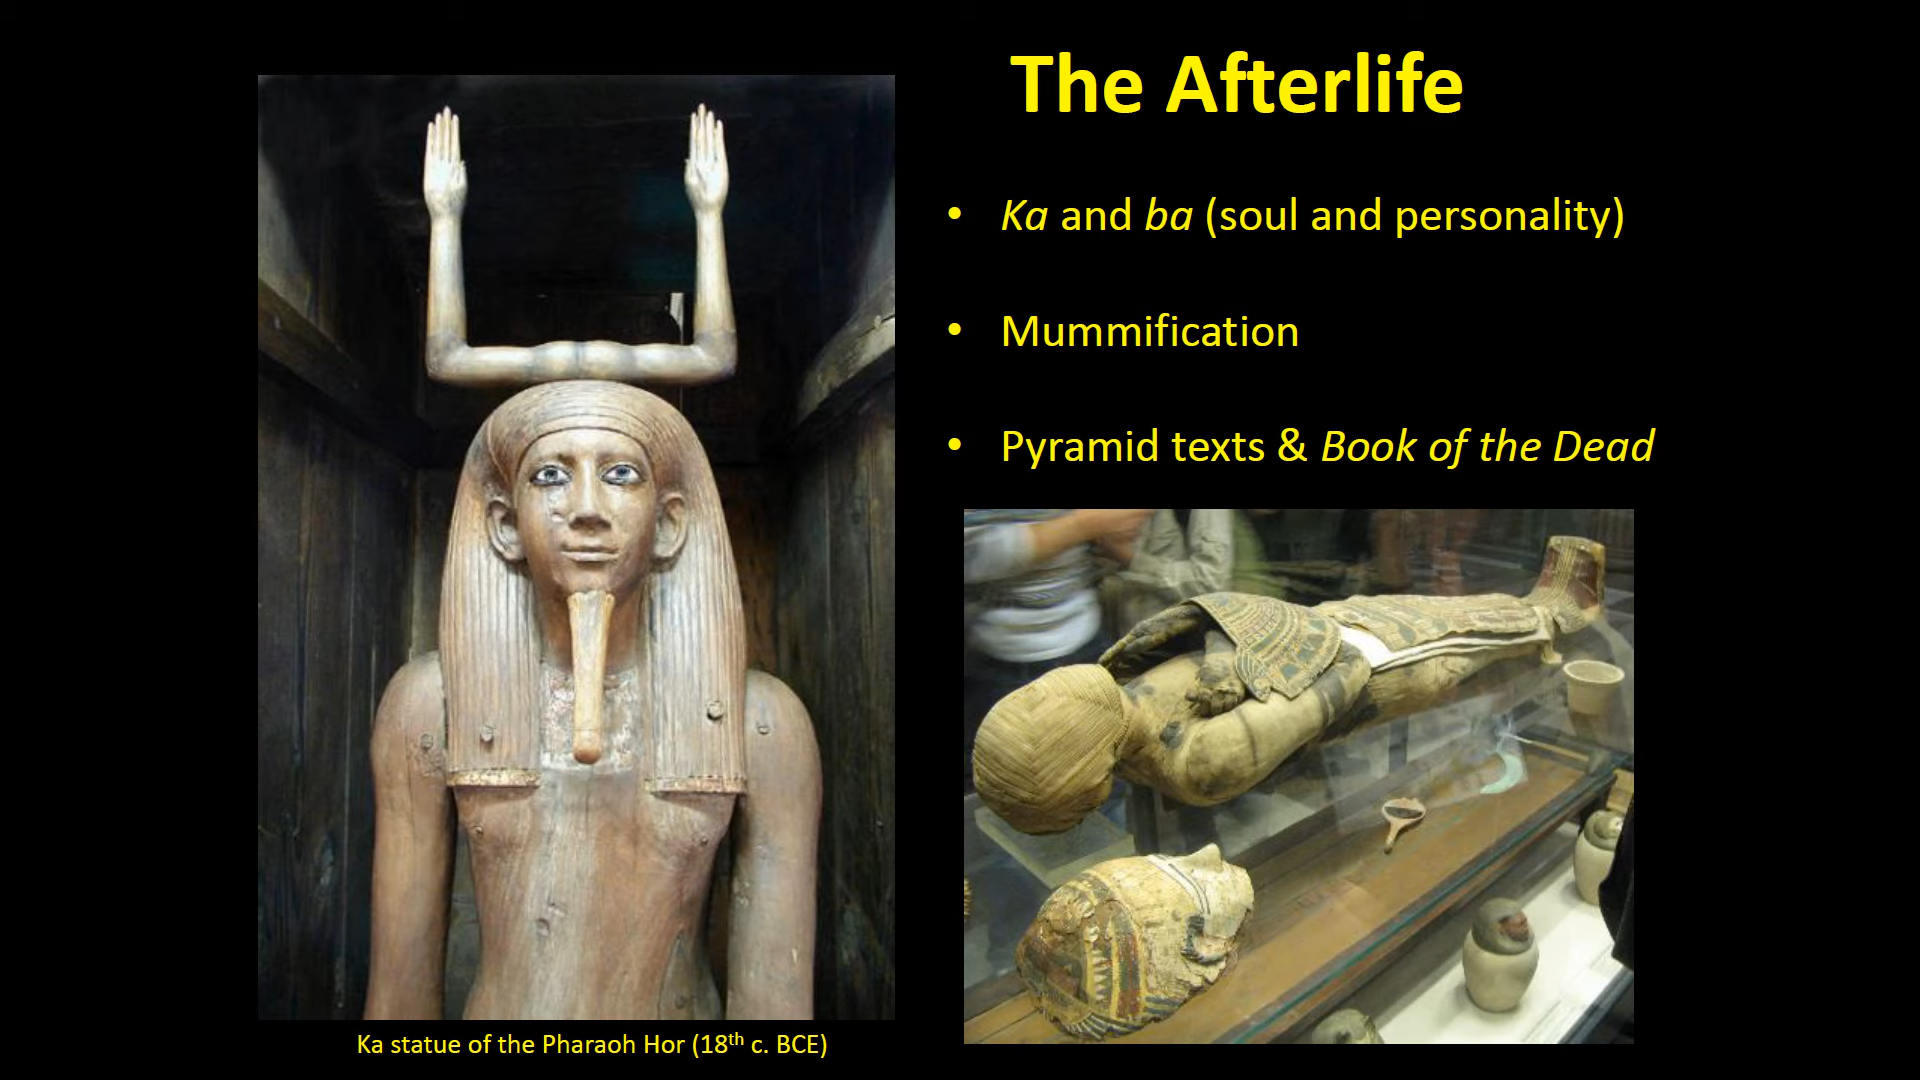 The Afterlife
• Ka and ba (soul and personality)
• Mummification
• Pyramid texts & Book of the Dead
Ka statue of the Pharaoh Hor (18th c. BCE)